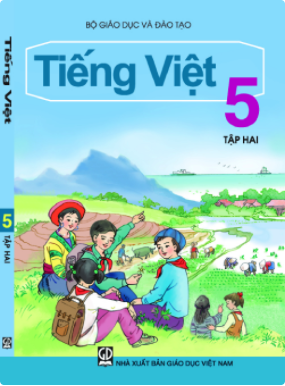 BỘ GIÁO DỤC VÀ ĐÀO TẠO
Tiếng Việt
5
TẬP HAI
Tiếng Việt
5
TẬP HAI
NHÀ XUẤT BẢN GIÁO DỤC VIỆT NAM